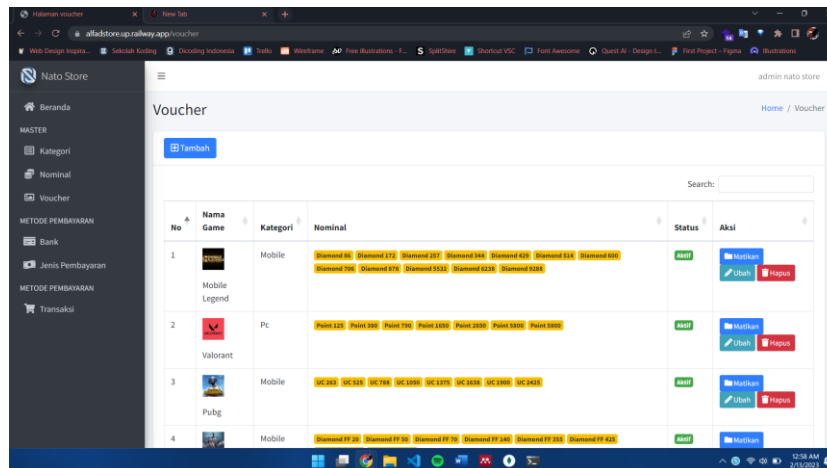 Halaman voucher
New Tab
alfadstore.up.railway.app/voucher
Web Design Inspira...
Sekolah Koding
Dicoding Indonesia
Trello
Wireframe
Free illustrations - F...
SplitShire
Shortcut VSC
Font Awesome
Quest AI - Design t...
First Project – Figma
Illustrations
Nato Store
admin nato store
Beranda
MASTER
Kategori
Nominal
Voucher
METODE PEMBAYARAN
Bank
Jenis Pembayaran
METODE PEMBAYARAN
Transaksi
Voucher
Home / Voucher
Tambah
Search:
No
Nama Game
Kategori
Nominal
Status
Aksi
1
Mobile Legend
Mobile
Diamond 86 Diamond 172 Diamond 257 Diamond 344 Diamond 429 Diamond 514 Diamond 600
Diamond 706 Diamond 878 Diamond 5532 Diamond 6238 Diamond 9288
Aktif
Matikan
Ubah Hapus
2
VALORANT
Valorant
Pc
Point 125 Point 300 Point 790 Point 1650 Point 2850 Point 5800 Point 5800
Aktif
Matikan
Ubah Hapus
3
Pubg
Mobile
UC 263 UC 525 UC 788 UC 1050 UC 1375 UC 1638 UC 1900 UC 2425
Aktif
Matikan
Ubah Hapus
4
Mobile
Diamond FF 20 Diamond FF 50 Diamond FF 70 Diamond FF 140 Diamond FF 355 Diamond FF 425
Aktif
Matikan
12:58 AM
2/13/2023